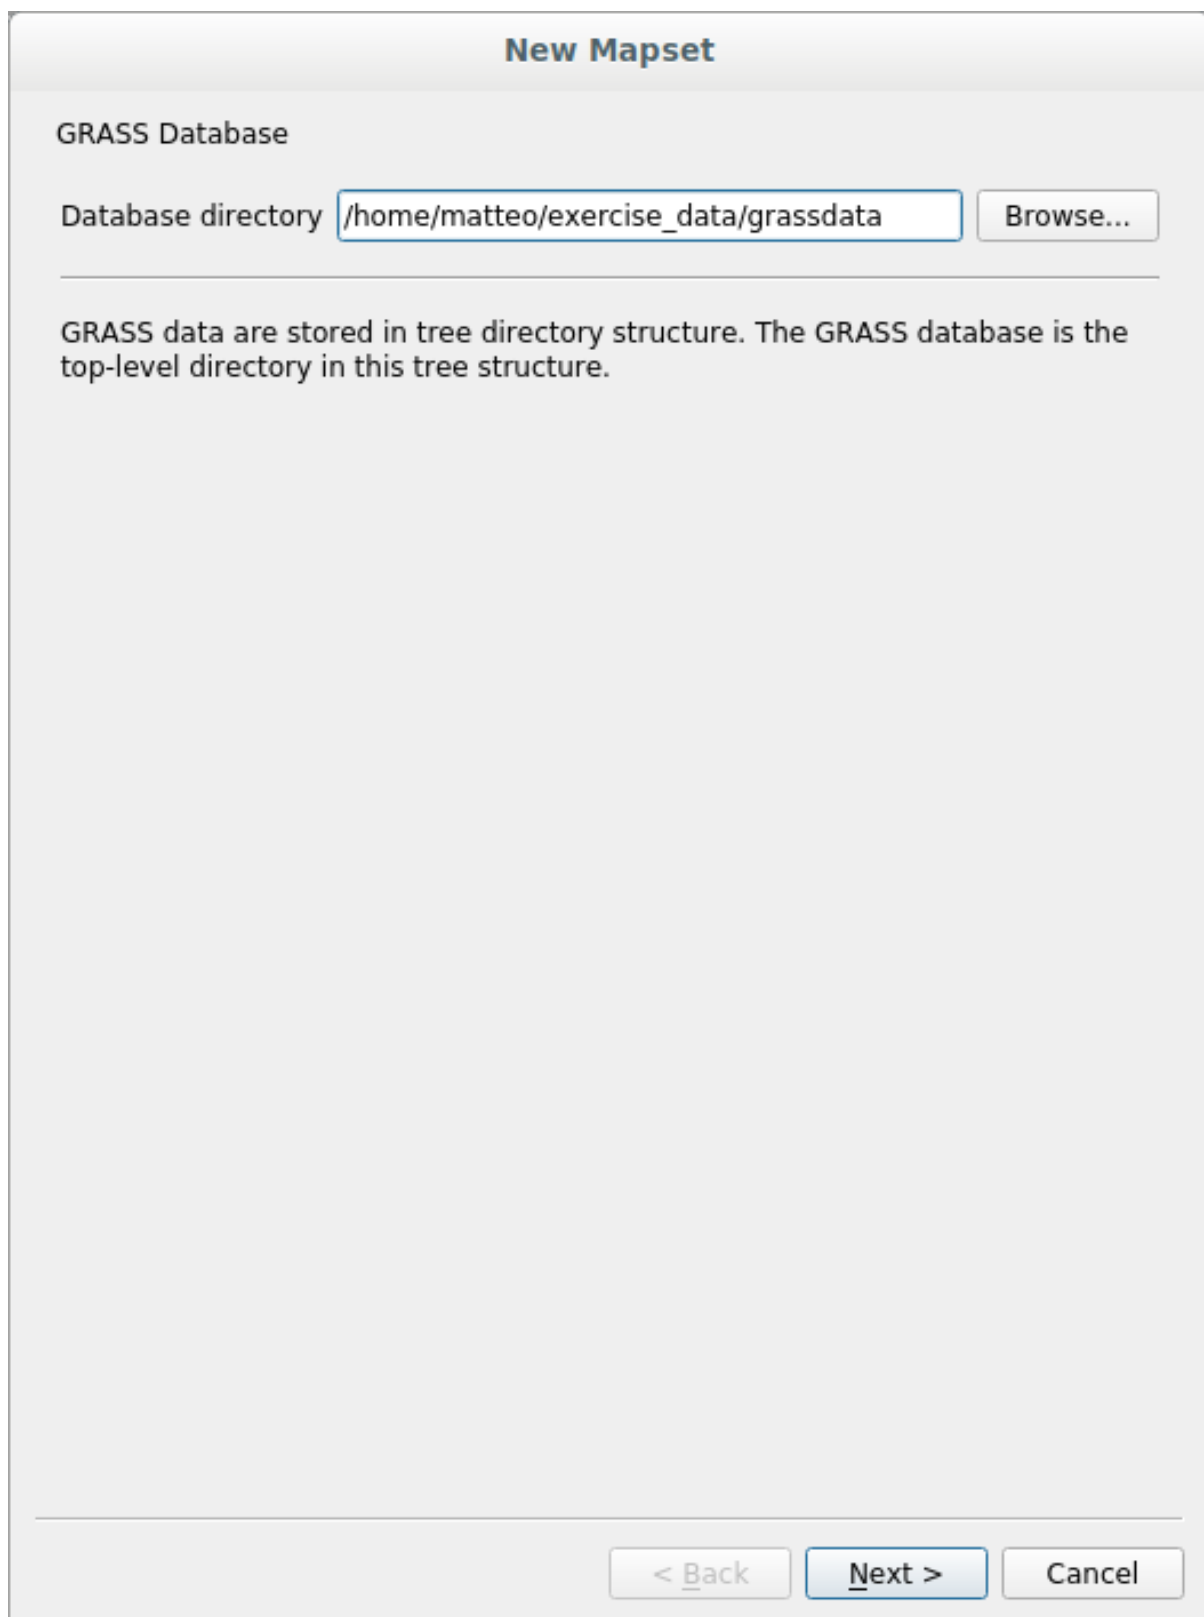 New Mapset
GRASS Database
Database directory /home/matteo/exercise_data/grassdata Browse...
GRASS data are stored in tree directory structure. The GRASS database is the
top-level directory in this tree structure.
< Back Next > Cancel